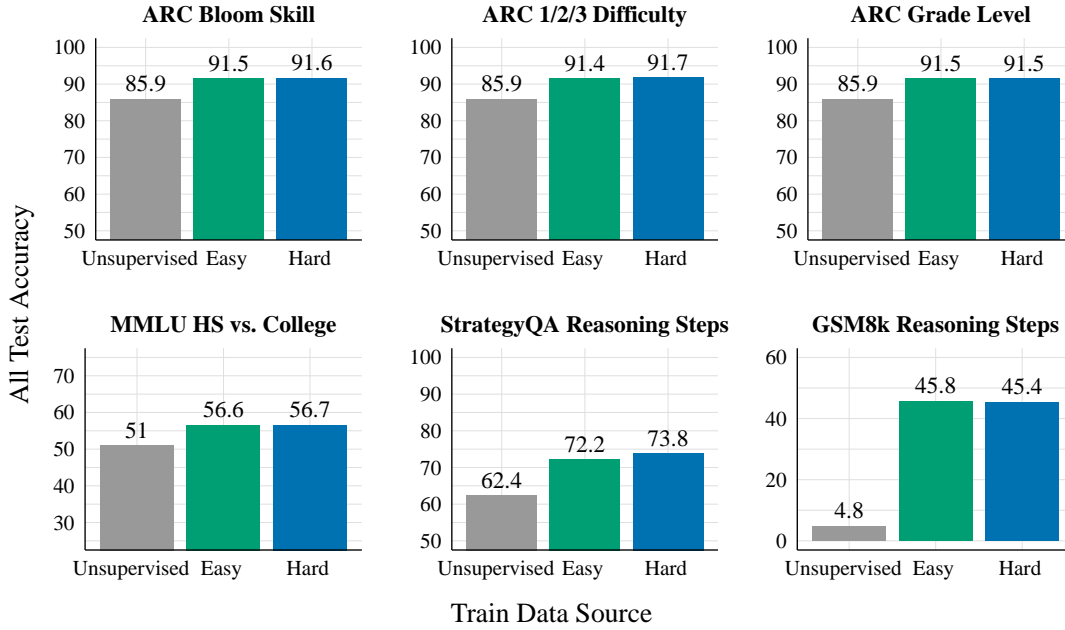 ARC Bloom Skill
100
90
80
70
60
50
85.9
91.5
91.6
Unsupervised
Easy
Hard
ARC 1/2/3 Difficulty
100
90
80
70
60
50
85.9
91.4
91.7
Unsupervised
Easy
Hard
ARC Grade Level
100
90
80
70
60
50
85.9
91.5
91.5
Unsupervised
Easy
Hard
All Test Accuracy
MMLU HS vs. College
70
60
50
40
30
51
56.6
56.7
Unsupervised
Easy
Hard
StrategyQA Reasoning Steps
100
90
80
70
60
50
62.4
72.2
73.8
Unsupervised
Easy
Hard
GSM8k Reasoning Steps
60
40
20
0
4.8
45.8
45.4
Unsupervised
Easy
Hard
Train Data Source